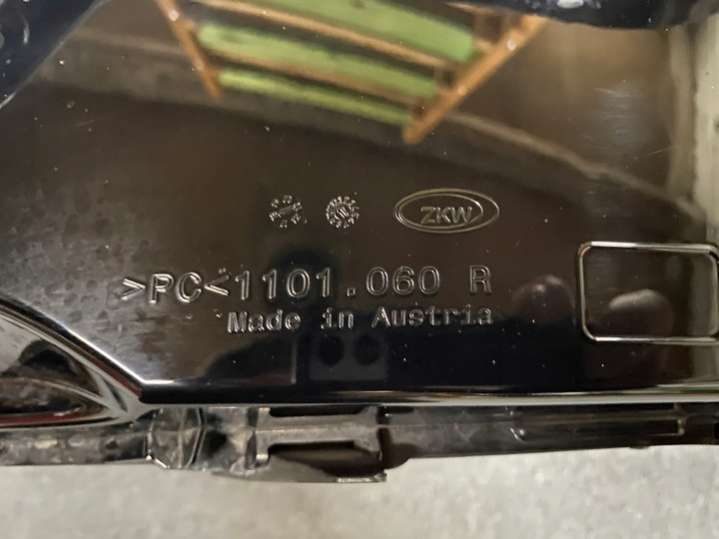 ZKW
>PC<1101.060 R
Made in Austria